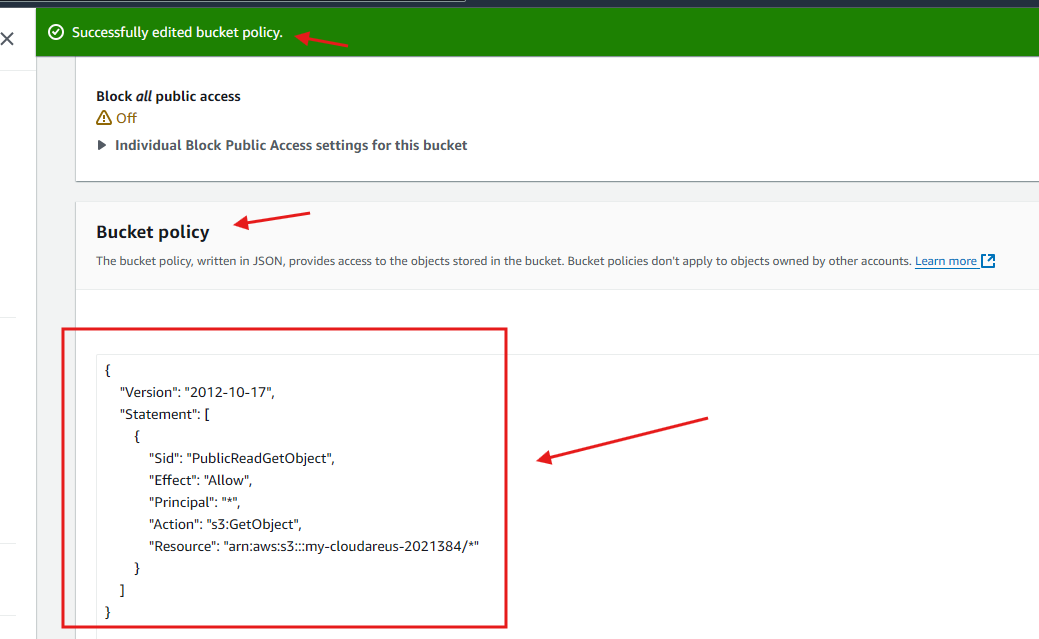 Successfully edited bucket policy.
Block all public access
Off
Individual Block Public Access settings for this bucket
Bucket policy
The bucket policy, written in JSON, provides access to the objects stored in the bucket. Bucket policies don't apply to objects owned by other accounts. Learn more
{
"Version": "2012-10-17",
"Statement": [
{
"Sid": "PublicReadGetObject",
"Effect": "Allow",
"Principal": "*",
"Action": "s3:GetObject",
"Resource": "arn:aws:s3:::my-cloudareus-2021384/*"
}
]
}